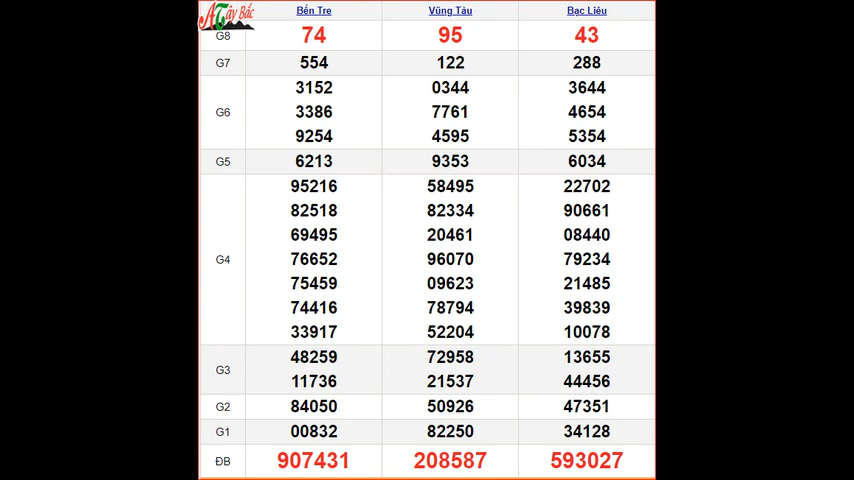 A Tây Bắc
Bến Tre Vũng Tàu Bạc Liêu
G8 74 95 43
G7 554 122 288
3152 0344 3644
G6 3386 7761 4654
9254 4595 5354
G5 6213 9353 6034
95216 58495 22702
82518 82334 90661
69495 20461 08440
G4 76652 96070 79234
75459 09623 21485
74416 78794 39839
33917 52204 10078
48259 72958 13655
G3
11736 21537 44456
G2 84050 50926 47351
G1 00832 82250 34128
ĐB 907431 208587 593027